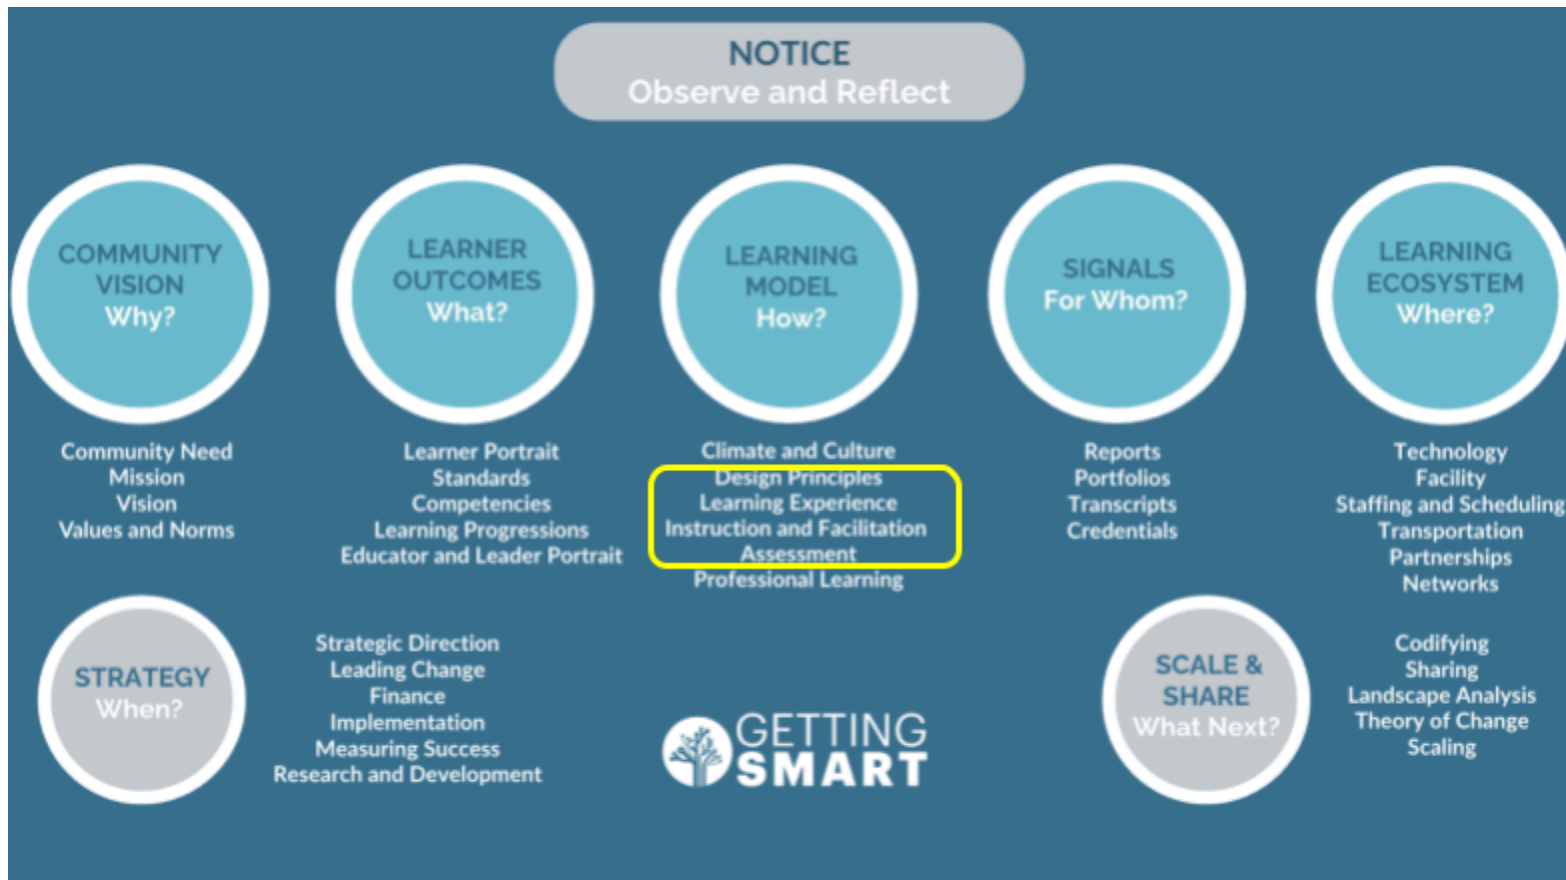 NOTICE
Observe and Reflect
COMMUNITY
VISION
Why?
Community Need
Mission
Vision
Values and Norms
LEARNER
OUTCOMES
What?
Learner Portrait
Standards
Competencies
Learning Progressions
Educator and Leader Portrait
LEARNING
MODEL
How?
Climate and Culture
Design Principles
Learning Experience
Instruction and Facilitation
Assessment
Professional Learning
SIGNALS
For Whom?
Reports
Portfolios
Transcripts
Credentials
LEARNING
ECOSYSTEM
Where?
Technology
Facility
Staffing and Scheduling
Transportation
Partnerships
Networks
STRATEGY
When?
Strategic Direction
Leading Change
Finance
Implementation
Measuring Success
Research and Development
GETTING
SMART
SCALE &
SHARE
What Next?
Codifying
Sharing
Landscape Analysis
Theory of Change
Scaling